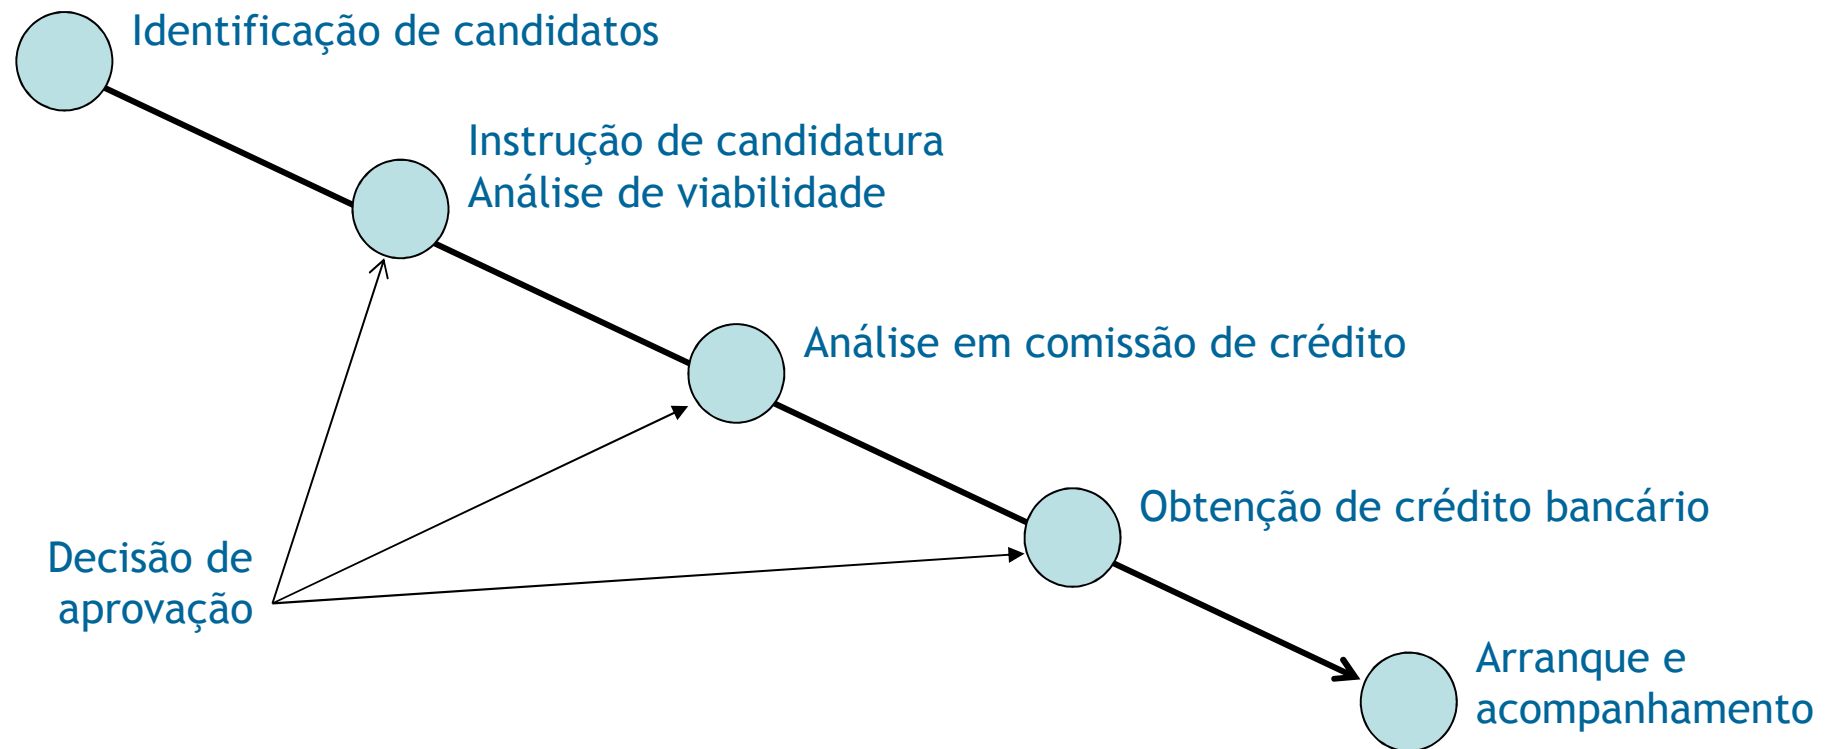 Identificação de candidatos
Instrução de candidatura
Análise de viabilidade
Análise em comissão de crédito
Obtenção de crédito bancário
Decisão de
aprovação
Arranque e
acompanhamento